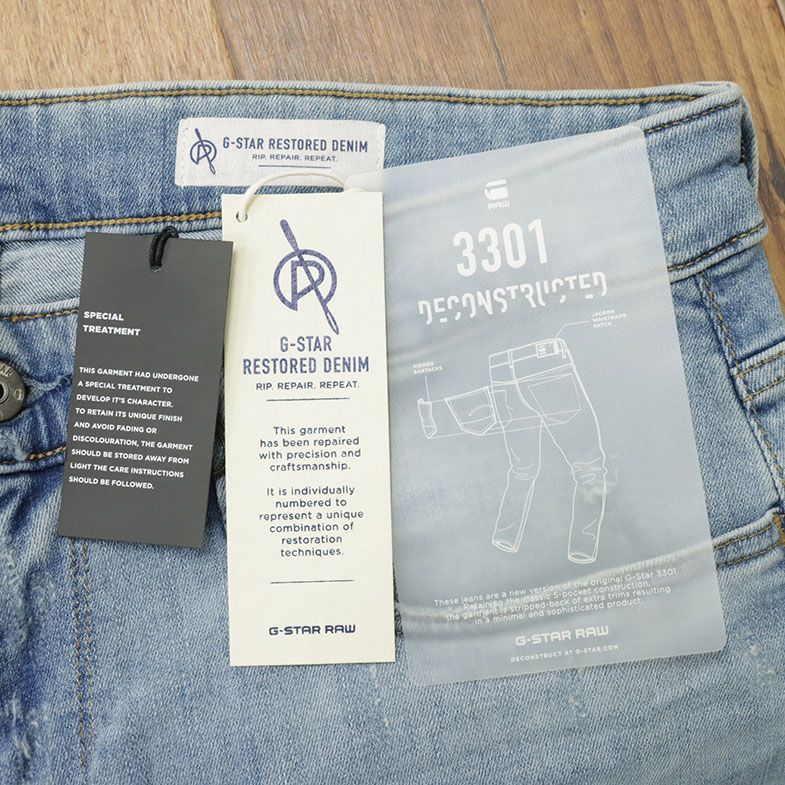 G-STAR RESTORED DENIM
RIP. REPAIR. REPEAT.
SPECIAL
TREATMENT
THIS GARMENT HAD UNDERGONE
A SPECIAL TREATMENT TO
DEVELOP IT'S CHARACTER.
TO RETAIN ITS UNIQUE FINISH
AND AVOID FADING OR
DISCOLOURATION, THE GARMENT
SHOULD BE STORED AWAY FROM
LIGHT THE CARE INSTRUCTIONS
SHOULD BE FOLLOWED.
G-STAR
RESTORED DENIM
RIP. REPAIR. REPEAT.
This garment
has been repaired
with precision and
craftsmanship.
It is individually
numbered to
represent a unique
combination of
restoration
techniques.
G-STAR RAW
G
RAW
3301
DECONSTRUCTED
JACRON
WAISTBAND
PATCH
HIDDEN
BARTACKS
These jeans are a new version of the original G-Star 3301.
Retaining the classic 5-pocket construction,
the garment is stripped-back of extra trims resulting
in a minimal and sophisticated product.
G-STAR RAW
DECONSTRUCT AT G-STAR.COM